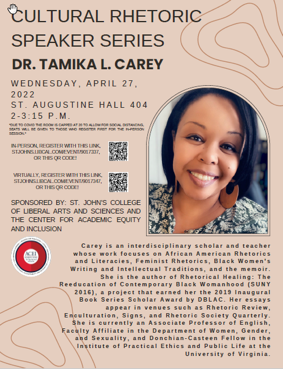 CULTURAL RHETORIC
SPEAKER SERIES
DR. TAMIKA L. CAREY
WEDNESDAY, APRIL 27,
2022
ST. AUGUSTINE HALL 404
2-3:15 P.M.
IN PERSON, REGISTER WITH THIS LINK,
OR THIS QR CODE!
VIRTUALLY, REGISTER WITH THIS LINK,
OR THIS QR CODE!
SPONSORED BY: ST. JOHN'S COLLEGE
OF LIBERAL ARTS AND SCIENCES AND
THE CENTER FOR ACADEMIC EQUITY
AND INCLUSION
Carey is an interdisciplinary scholar and teacher
whose work focuses on African American Rhetorics
and Literacies, Feminist Rhetorics, Black Women's
Writing and Intellectual Traditions, and the memoir.
She is the author of Rhetorical Healing: The
Reeducation of Contemporary Black Womanhood (SUNY
2016), a project that earned her the 2019 Inaugural
Book Series Scholar Award by DBLAC. Her essays
appear in venues such as Rhetoric Review,
Enculturation, Signs, and Rhetoric Society Quarterly.
She is currently an Associate Professor of English,
Faculty Affiliate in the Department of Women, Gender,
and Sexuality, and Donchian-Casteen Fellow in the
Institute of Practical Ethics and Public Life at the
University of Virginia.